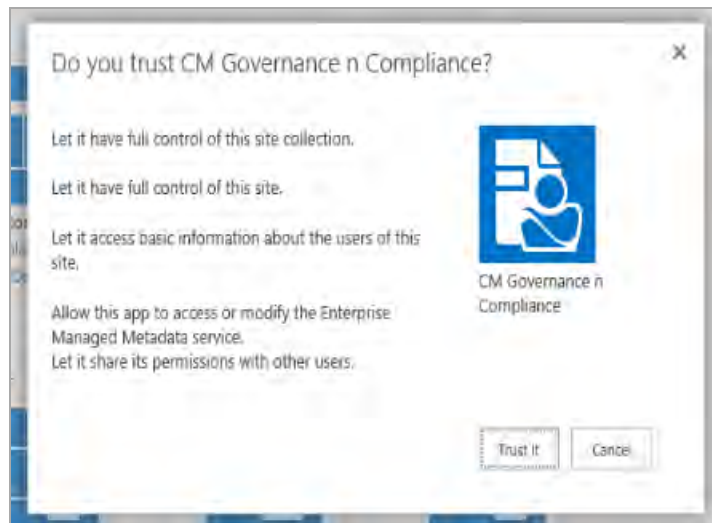 Do you trust CM Governance n Compliance?
Let it have full control of this site collection.
Let it have full control of this site.
Let it access basic information about the users of this
site.
Allow this app to access or modify the Enterprise
Managed Metadata service.
Let it share its permissions with other users.
CM Governance n
Compliance
Trust It
Cancel